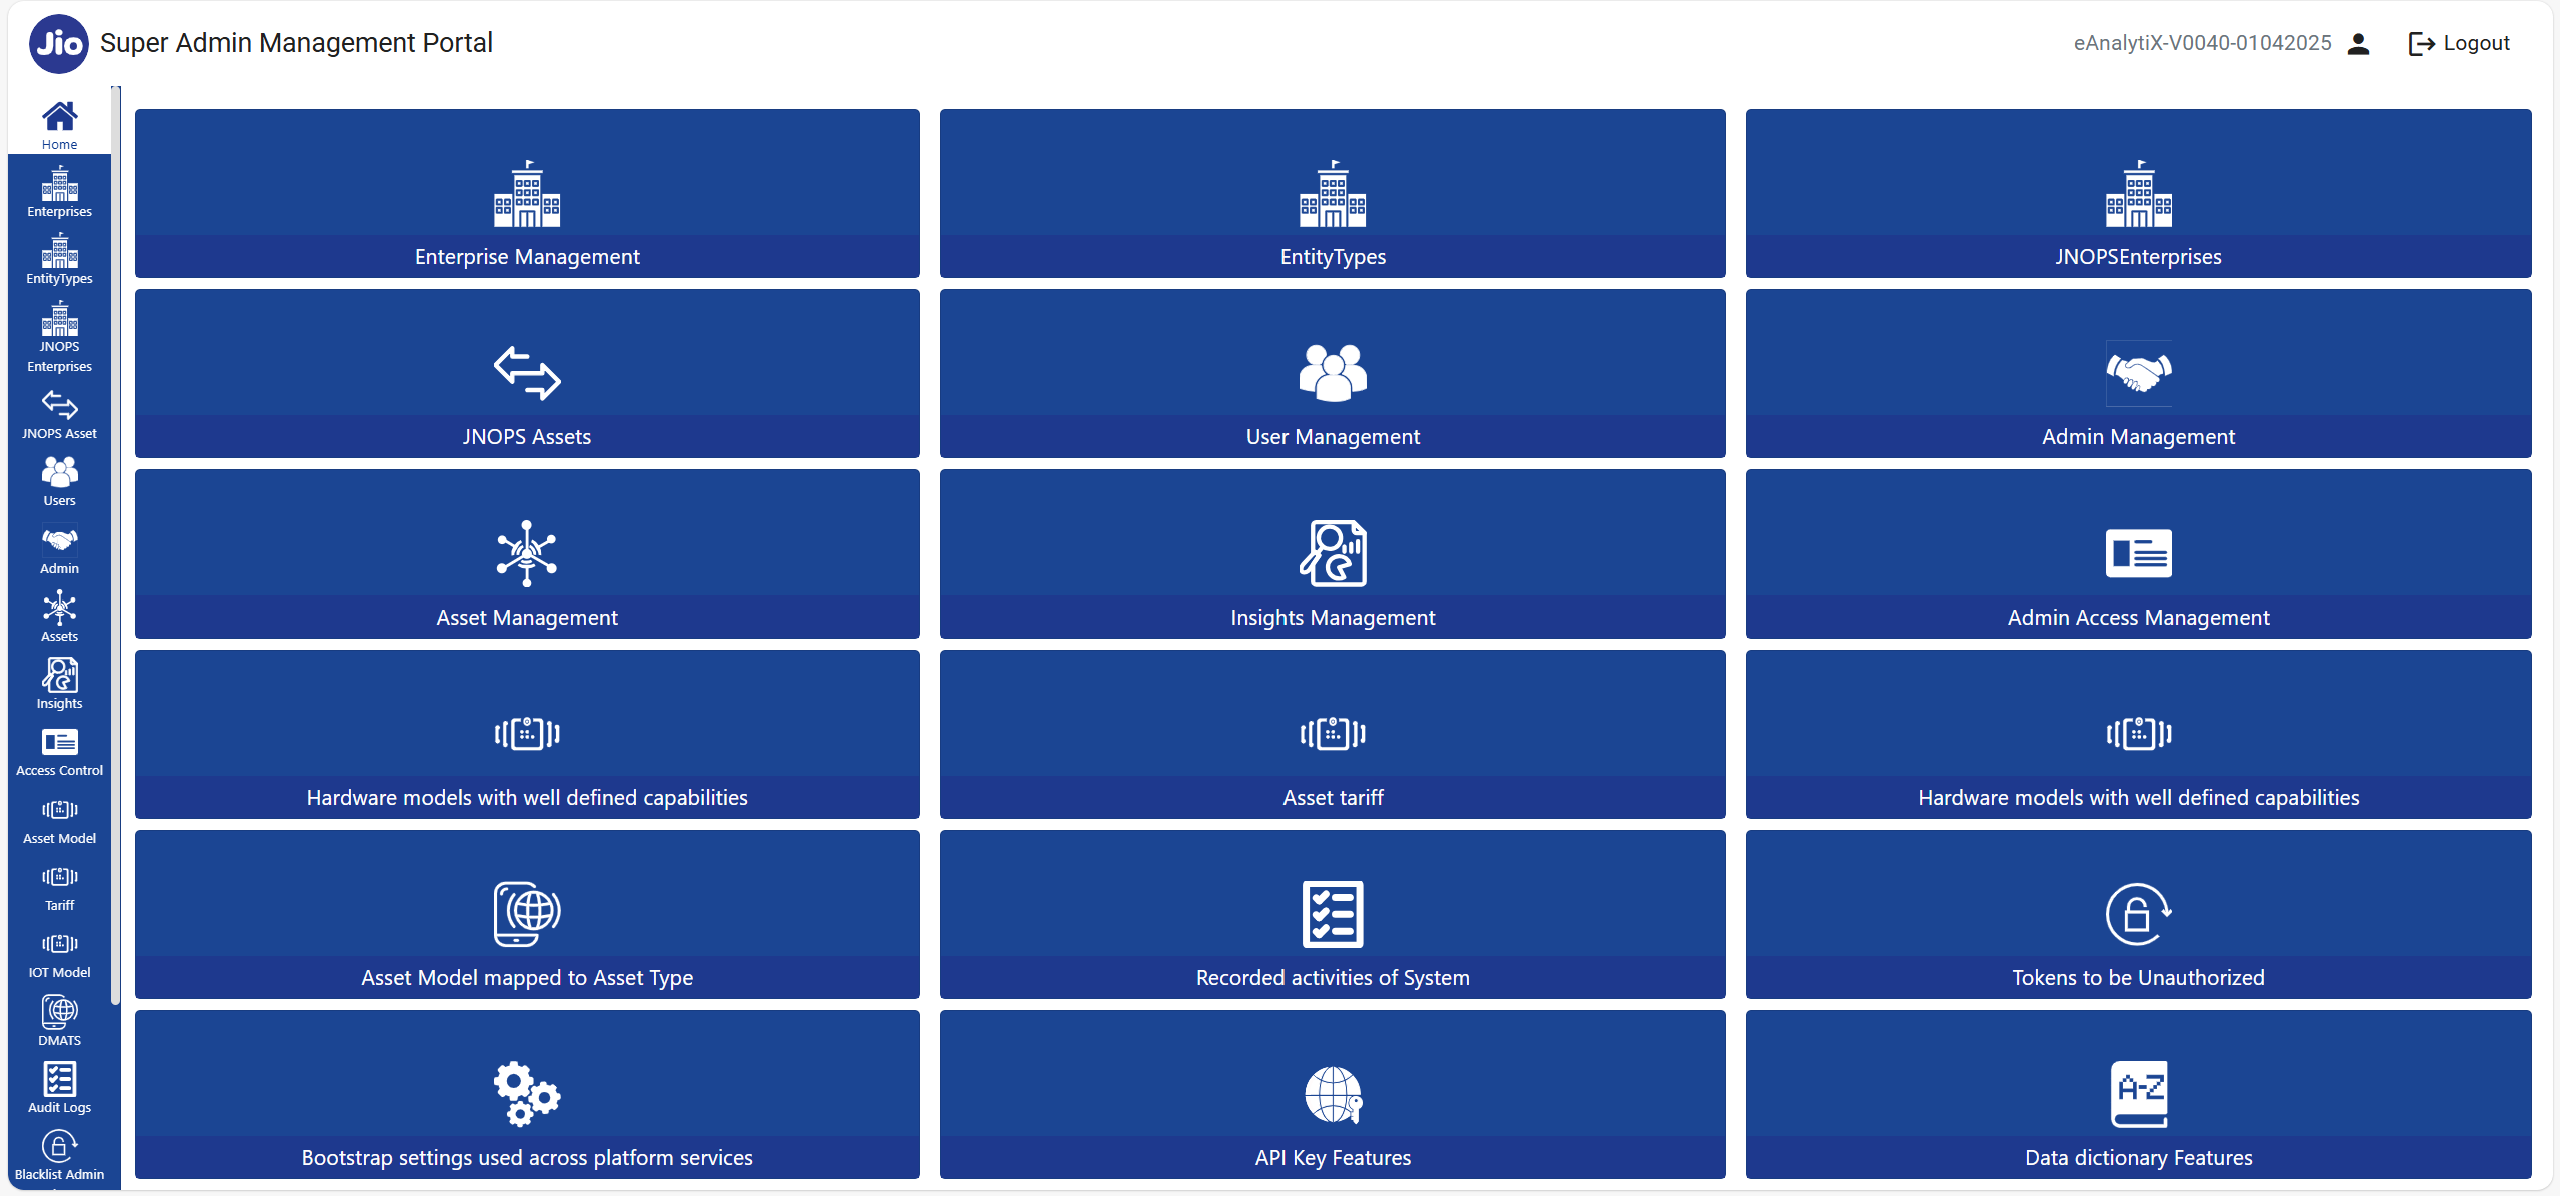 Jio Super Admin Management Portal
eAnalytiX-V0040-01042025
Logout
Home
Enterprises
EntityTypes
JNOPS
Enterprises
JNOPS Asset
Users
Admin
Assets
Insights
Access Control
Asset Model
Tariff
IOT Model
DMATS
Audit Logs
Blacklist Admin
Enterprise Management
EntityTypes
JNOPSEnterprises
JNOPS Assets
User Management
Admin Management
Asset Management
Insights Management
Admin Access Management
Hardware models with well defined capabilities
Asset tariff
Hardware models with well defined capabilities
Asset Model mapped to Asset Type
Recorded activities of System
Tokens to be Unauthorized
Bootstrap settings used across platform services
API Key Features
A-Z
Data dictionary Features